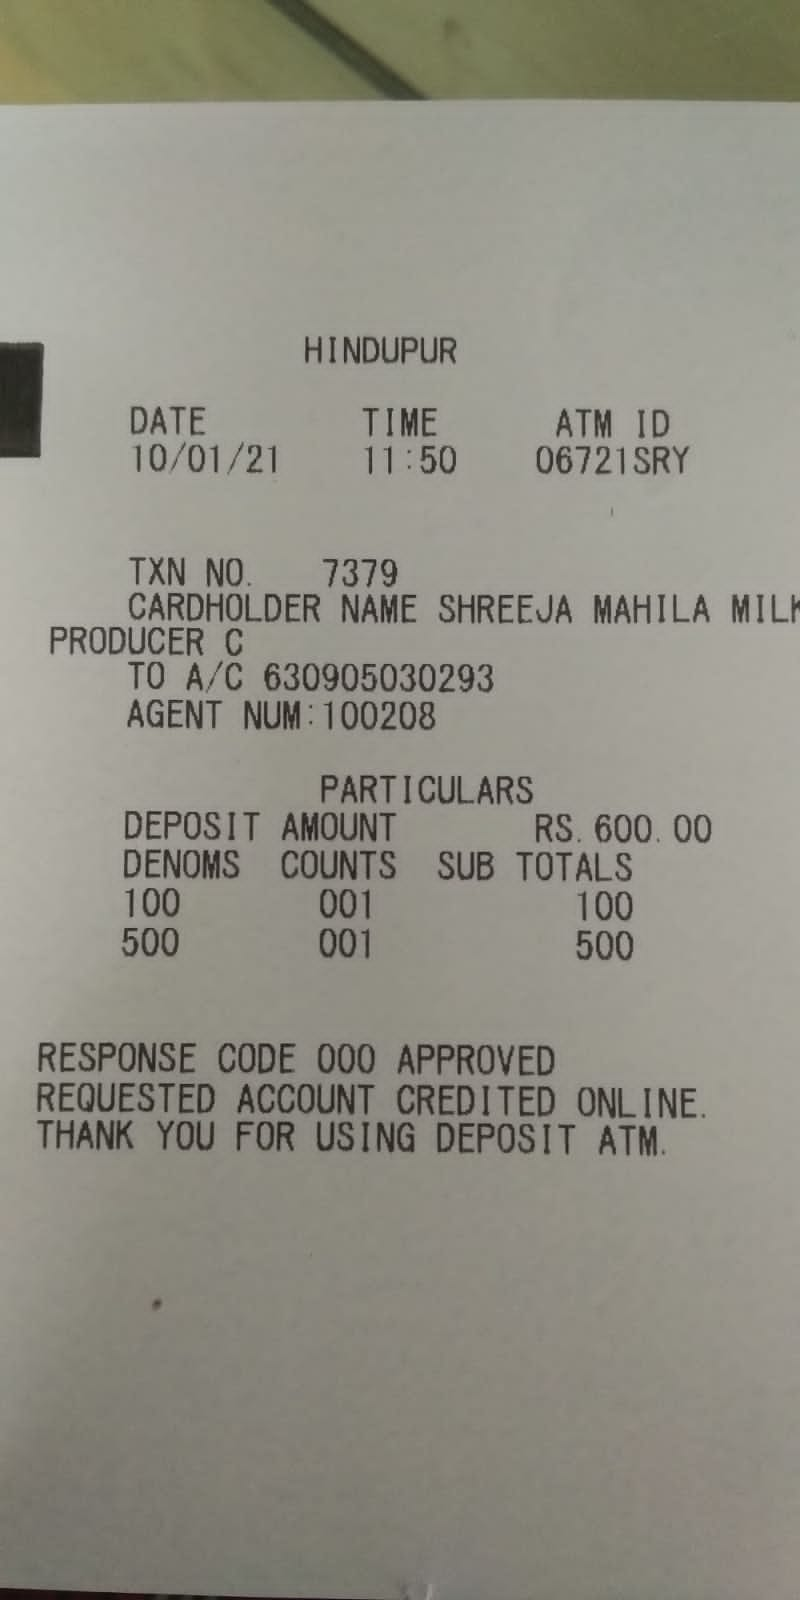 HINDUPUR
DATE TIME ATM ID
10/01/21 11:50 06721SRY
TXN NO. 7379
CARDHOLDER NAME SHREEJA MAHILA MILK
PRODUCER C
TO A/C 630905030293
AGENT NUM:100208
PARTICULARS
DEPOSIT AMOUNT RS. 600.00
DENOMS COUNTS SUB TOTALS
100 001 100
500 001 500
RESPONSE CODE 000 APPROVED
REQUESTED ACCOUNT CREDITED ONLINE.
THANK YOU FOR USING DEPOSIT ATM.